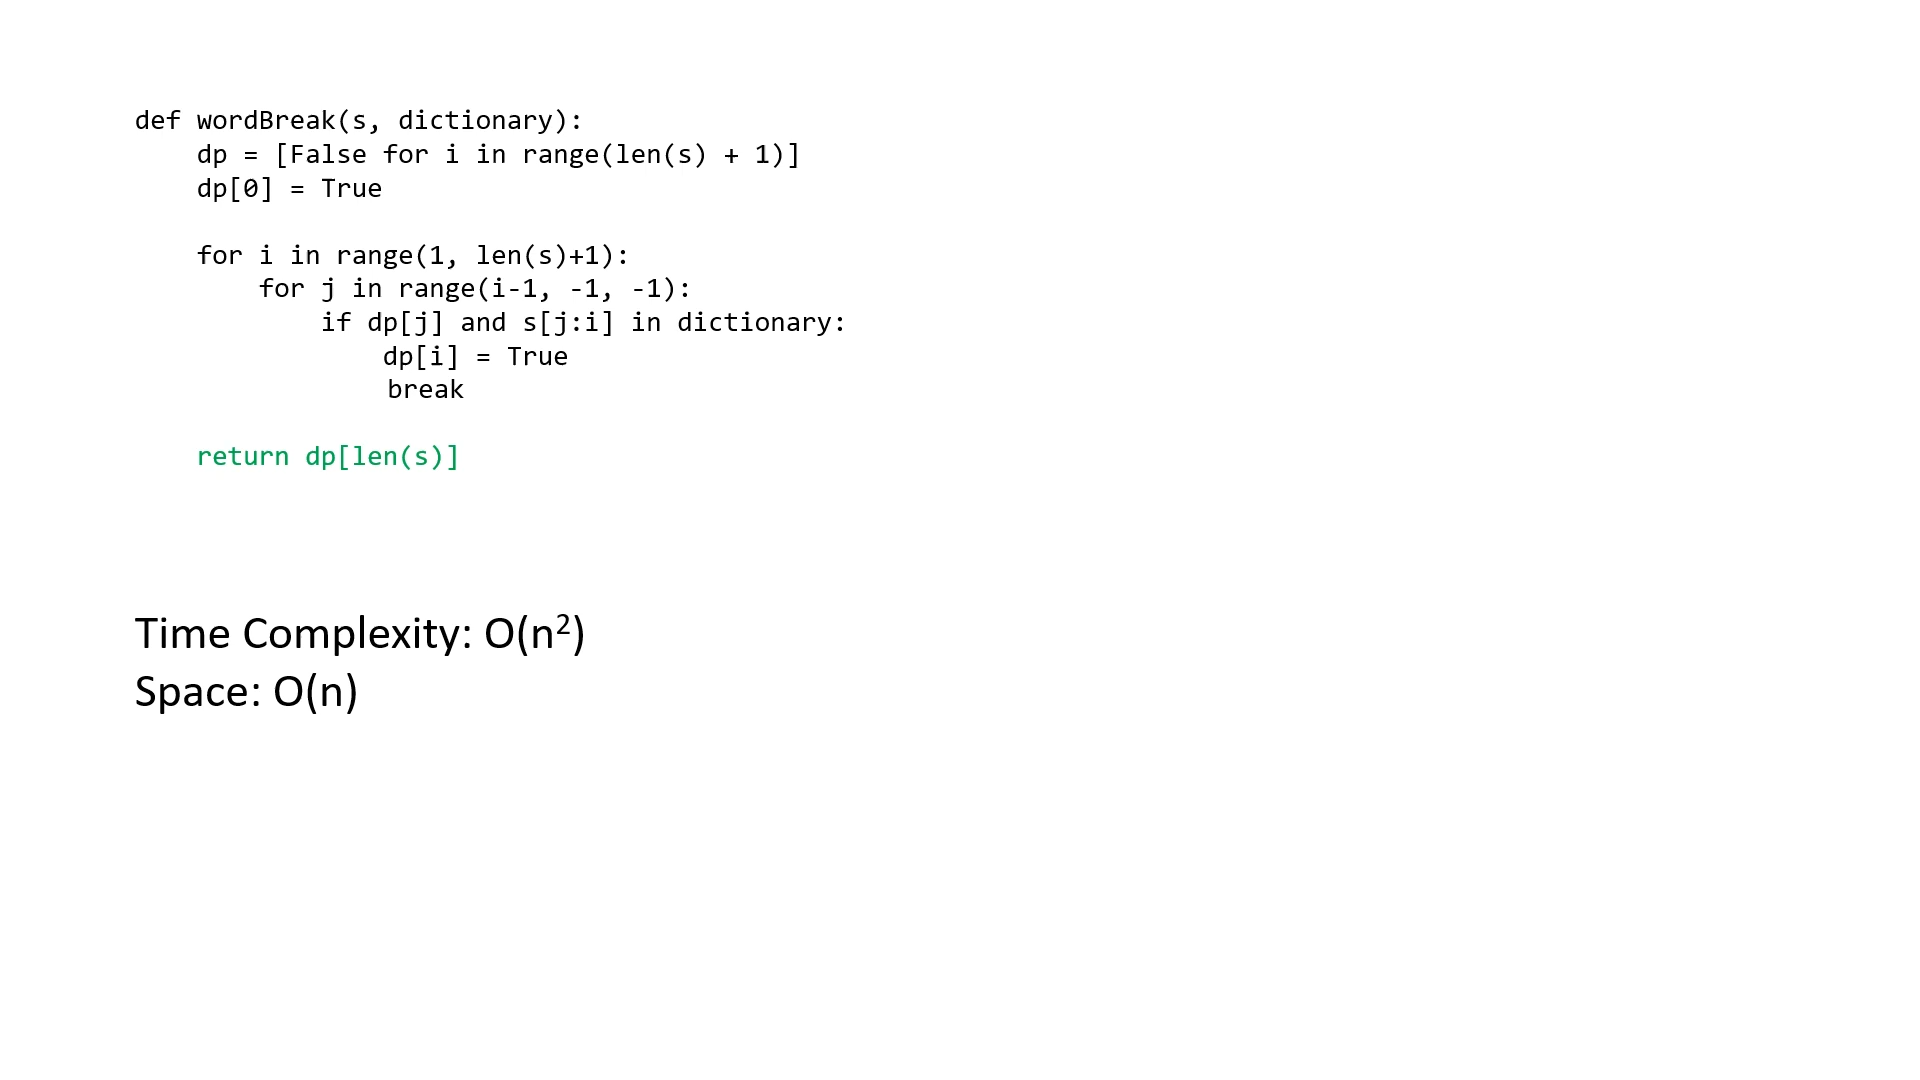 def wordBreak(s, dictionary):
    dp = [False for i in range(len(s) + 1)]
    dp[0] = True

    for i in range(1, len(s)+1):
        for j in range(i-1, -1, -1):
            if dp[j] and s[j:i] in dictionary:
                dp[i] = True
                break

    return dp[len(s)]

Time Complexity: O(n²)
Space: O(n)